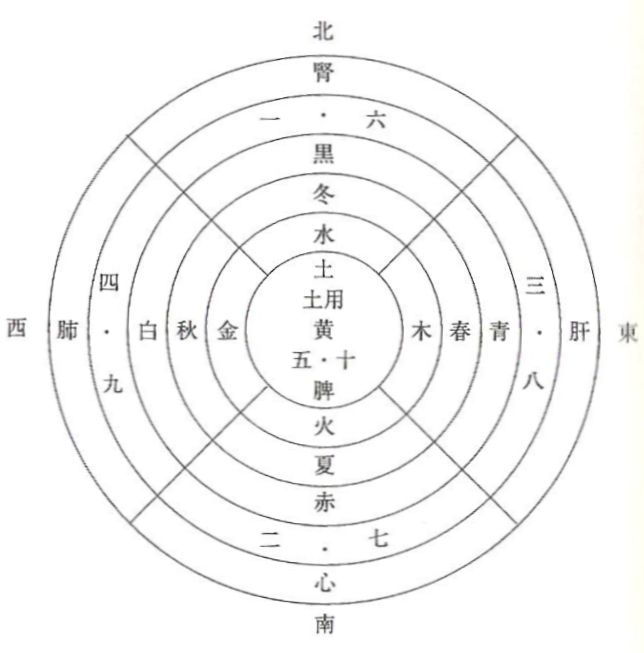 北
腎
一・六
黒
冬
水
土
土用
黄
五・十
脾
火
夏
赤
二・七
心
南
西
肺
四・九
白
秋
金
木
春
青
三・八
肝
東